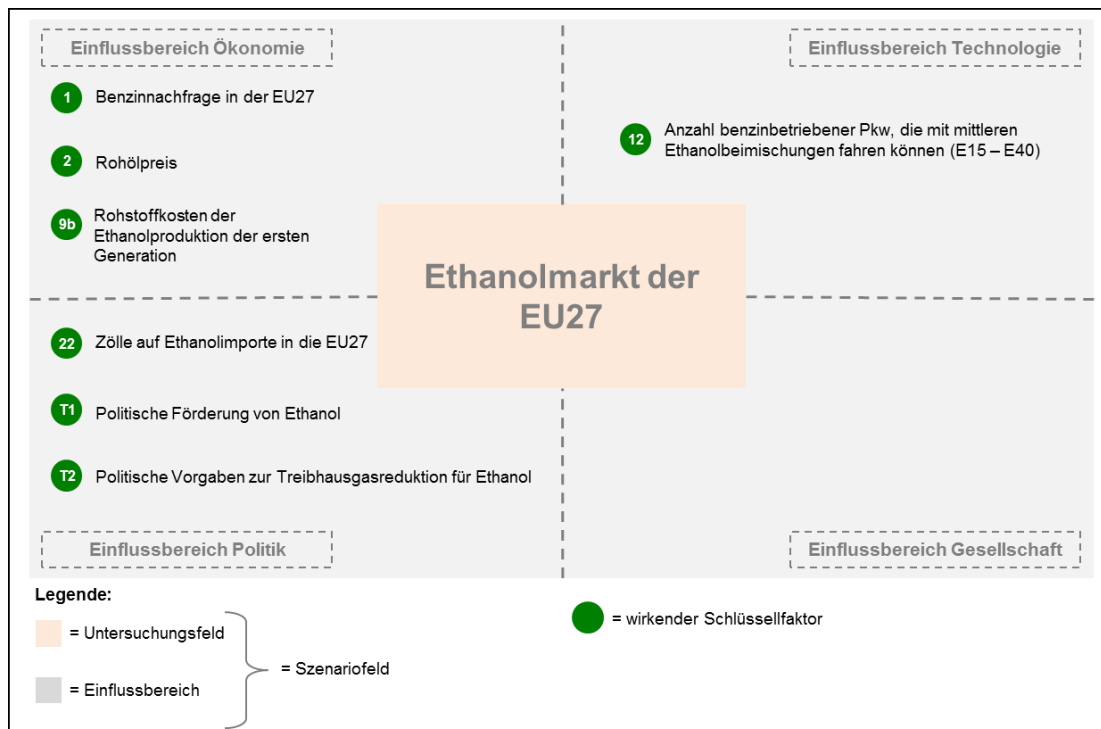 Einflussbereich Ökonomie
1 Benzinnachfrage in der EU27
2 Rohölpreis
9b Rohstoffkosten der
Ethanolproduktion der ersten
Generation
Einflussbereich Technologie
12 Anzahl benzinbetriebener Pkw, die mit mittleren
Ethanolbeimischungen fahren können (E15 – E40)
Ethanolmarkt der
EU27
22 Zölle auf Ethanolimporte in die EU27
T1 Politische Förderung von Ethanol
T2 Politische Vorgaben zur Treibhausgasreduktion für Ethanol
Einflussbereich Politik
Einflussbereich Gesellschaft
Legende:
= Untersuchungsfeld
= Einflussbereich
= Szenariofeld
= wirkender Schlüssellfaktor